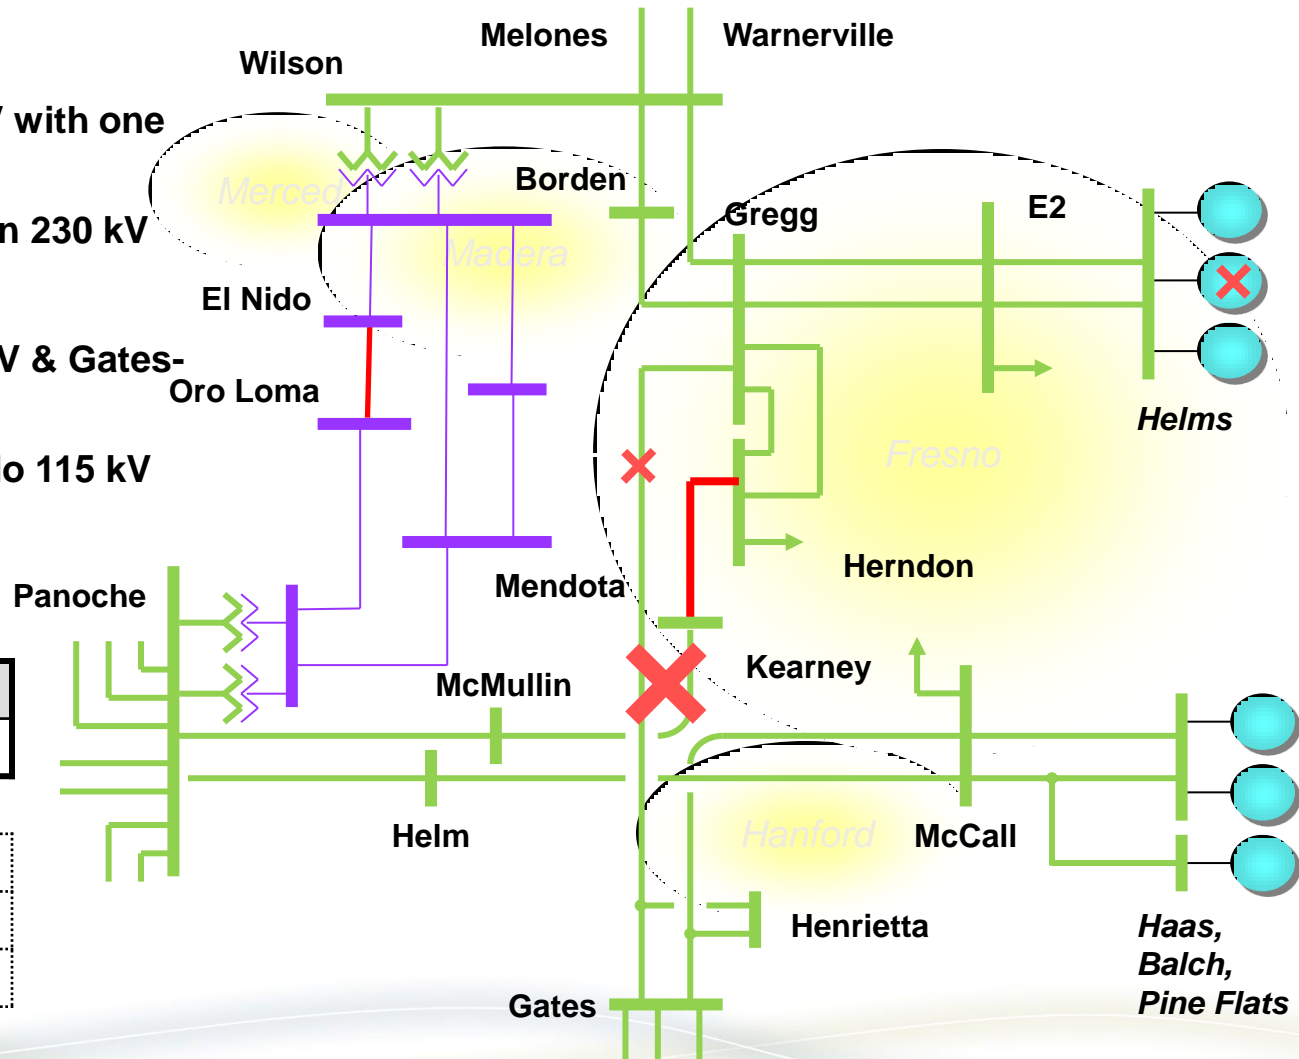 Melones
Warnerville
Wilson
V with one
Merced
Borden
Gregg
E2
n 230 kV
Madera
El Nido
V & Gates-
Oro Loma
Helms
Fresno
lo 115 kV
Herndon
Panoche
Mendota
Kearney
McMullin
Helm
Hanford
McCall
Henrietta
Haas,
Balch,
Pine Flats
Gates